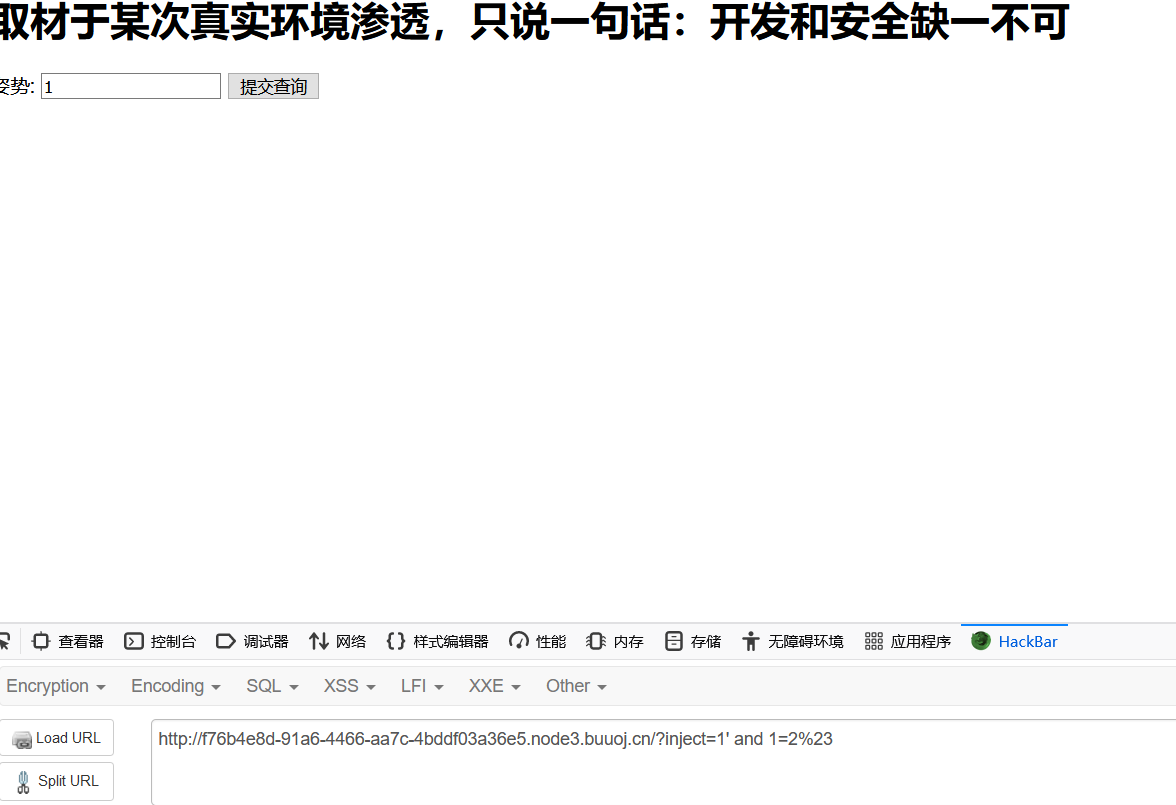 取材于某次真实环境渗透，只说一句话：开发和安全缺一不可
姿势: 1 提交查询
查看器 控制台 调试器 网络 样式编辑器 性能 内存 存储 无障碍环境 应用程序 HackBar
Encryption Encoding SQL XSS LFI XXE Other
Load URL http://f76b4e8d-91a6-4466-aa7c-4bddf03a36e5.node3.buuoj.cn/?inject=1' and 1=2%23
Split URL